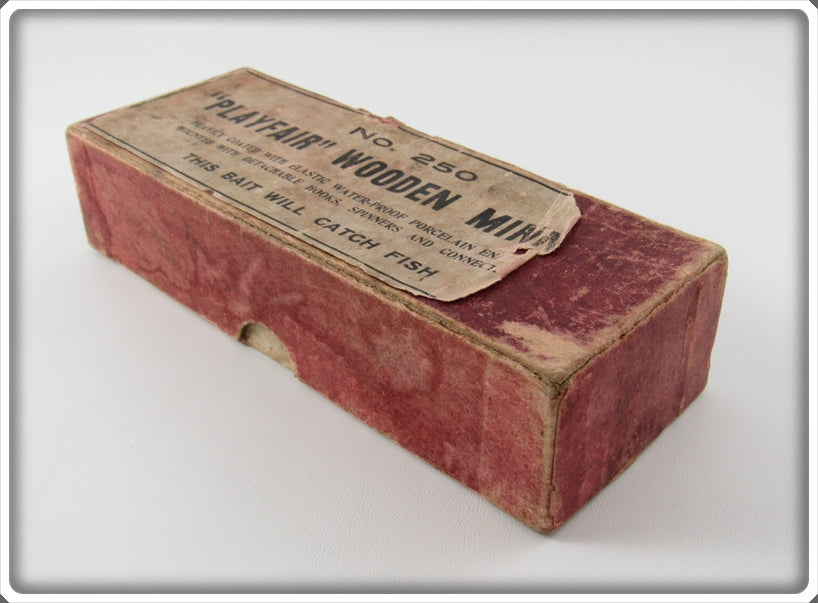 NO. 250
"PLAYFAIR" WOODEN MINN
HEAVILY COATED WITH ELASTIC WATER-PROOF PORCELAIN EN
MOUNTED WITH DETACHABLE HOOKS, SPINNERS AND CONNECT.
THIS BAIT WILL CATCH FISH